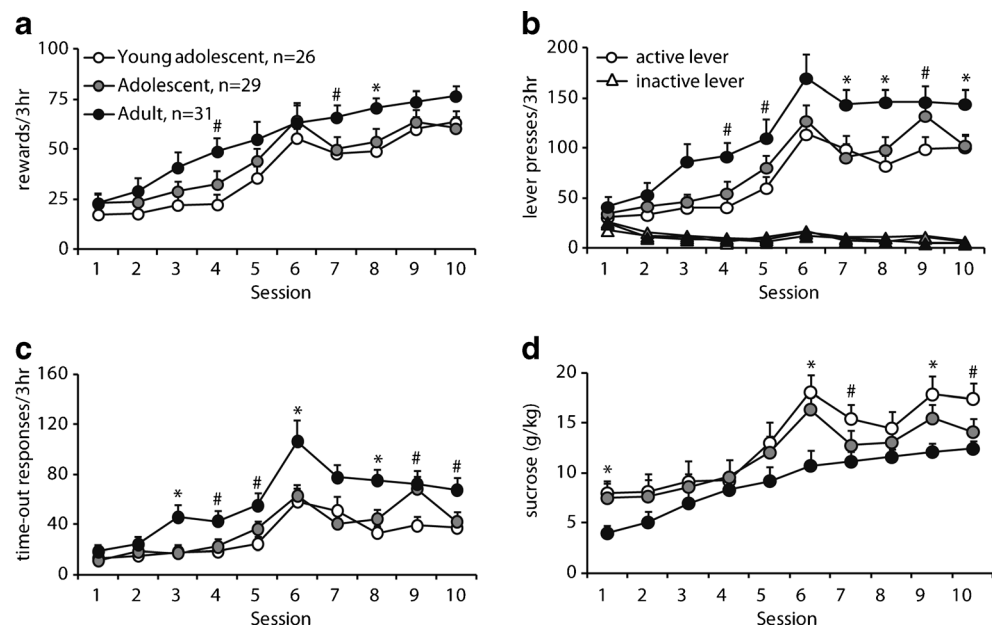 a
100
75
50
25
0
rewards/3hr
Young adolescent, n=26
Adolescent, n=29
Adult, n=31
#
#
*
1 2 3 4 5 6 7 8 9 10
Session
b
200
150
100
50
0
lever presses/3hr
active lever
inactive lever
#
#
*
*
#
*
1 2 3 4 5 6 7 8 9 10
Session
c
160
120
80
40
0
time-out responses/3hr
*
#
#
*
*
#
#
1 2 3 4 5 6 7 8 9 10
Session
d
20
15
10
5
0
sucrose (g/kg)
*
*
#
*
#
1 2 3 4 5 6 7 8 9 10
Session